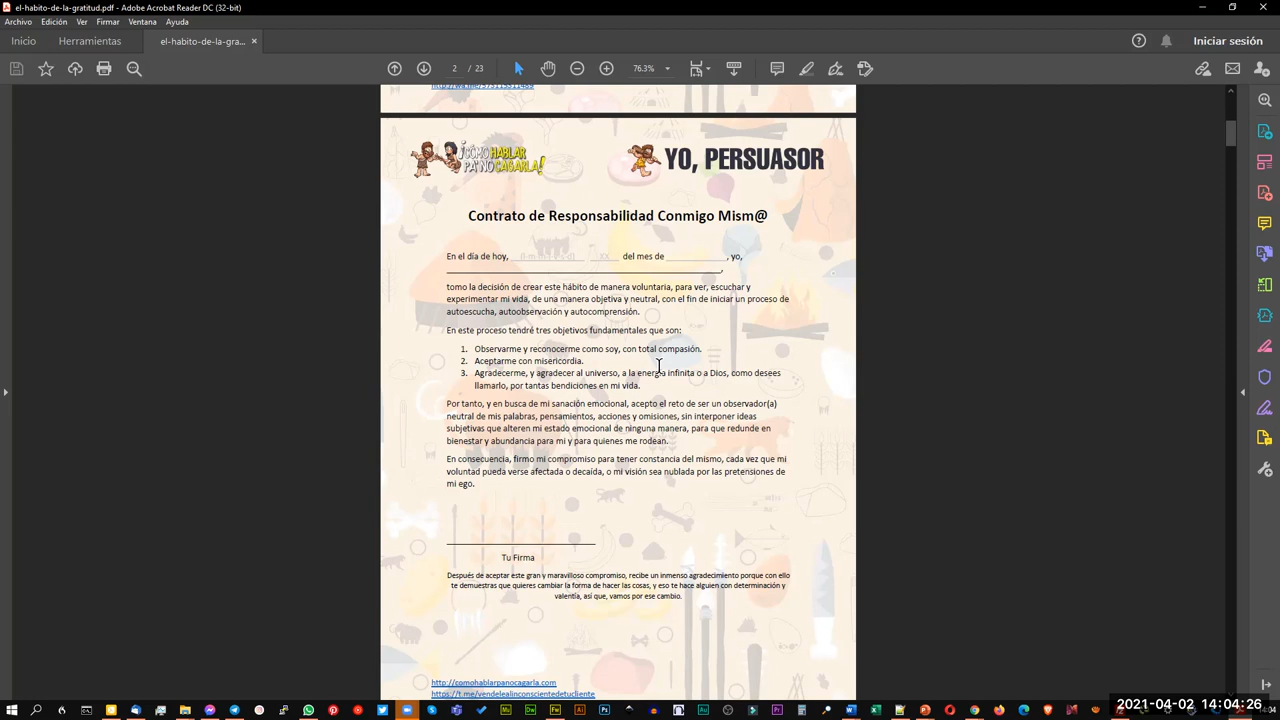 el-habito-de-la-gratitud.pdf - Adobe Acrobat Reader DC (32-bit)
Archivo Edición Ver Firmar Ventana Ayuda
Inicio Herramientas el-habito-de-la-gra... × Iniciar sesión
2 / 23 76.3%
¡CÓMO HABLAR
PA' NO CAGARLA!
YO, PERSUASOR
Contrato de Responsabilidad Conmigo Mism@
En el día de hoy, ______ XX del mes de ______, yo,
______,
tomo la decisión de crear este hábito de manera voluntaria, para ver, escuchar y
experimentar mi vida, de una manera objetiva y neutral, con el fin de iniciar un proceso de
autoescucha, autoobservación y autocomprensión.
En este proceso tendré tres objetivos fundamentales que son:
1. Observarme y reconocerme como soy, con total compasión.
2. Aceptarme con misericordia.
3. Agradecerme, y agradecer al universo, a la energía infinita o a Dios, como desees
llamarlo, por tantas bendiciones en mi vida.
Por tanto, y en busca de mi sanación emocional, acepto el reto de ser un observador(a)
neutral de mis palabras, pensamientos, acciones y omisiones, sin interponer ideas
subjetivas que alteren mi estado emocional de ninguna manera, para que redunde en
bienestar y abundancia para mi y para quienes me rodean.
En consecuencia, firmo mi compromiso para tener constancia del mismo, cada vez que mi
voluntad pueda verse afectada o decaída, o mi visión sea nublada por las pretensiones de
mi ego.
Tu Firma
Después de aceptar este gran y maravilloso compromiso, recibe un inmenso agradecimiento porque con ello
te demuestras que quieres cambiar la forma de hacer las cosas, y eso te hace alguien con determinación y
valentía, así que, vamos por ese cambio.
http://comohablarpanocagarla.com
https://t.me/vendelealinconscientedetucliente
2021-04-02 14:04:26